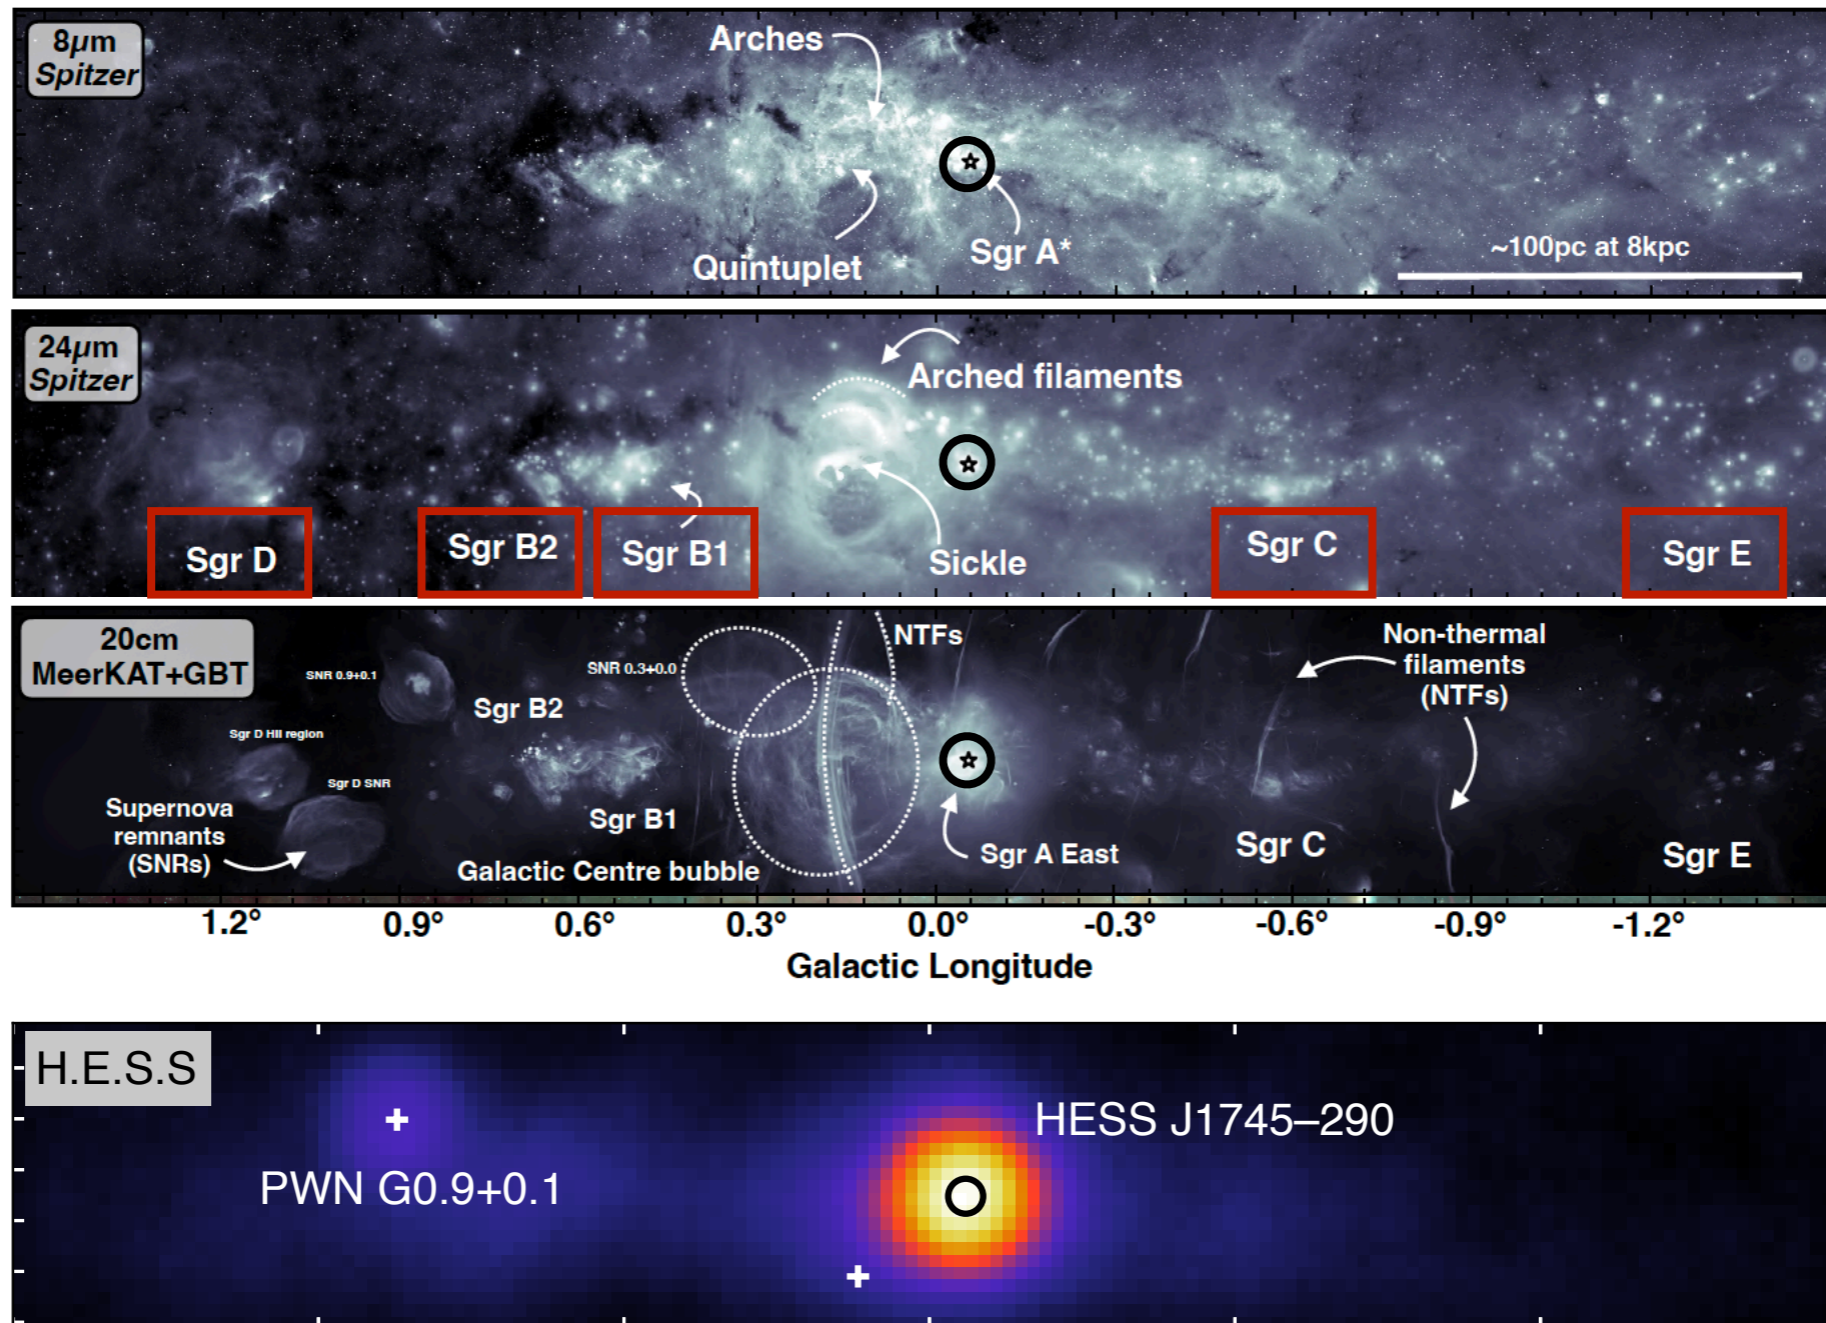 8μm
Spitzer
Arches
Quintuplet
Sgr A*
~100pc at 8kpc
24μm
Spitzer
Arched filaments
Sgr D
Sgr B2
Sgr B1
Sickle
Sgr C
Sgr E
20cm
MeerKAT+GBT
SNR 0.9+0.1
SNR 0.3+0.0
NTFs
Non-thermal
filaments
(NTFs)
Sgr B2
Sgr D HII region
Sgr D SNR
Supernova
remnants
(SNRs)
Sgr B1
Galactic Centre bubble
Sgr A East
Sgr C
Sgr E
1.2° 0.9° 0.6° 0.3° 0.0° -0.3° -0.6° -0.9° -1.2°
Galactic Longitude
H.E.S.S
HESS J1745–290
PWN G0.9+0.1